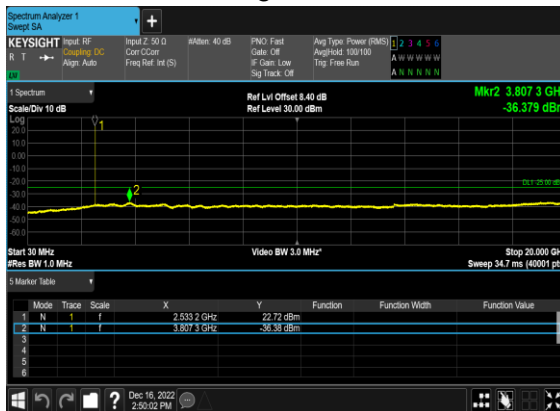 Spectrum Analyzer 1
Swept SA
KEYSIGHT Input: RF Input Z: 50 Ω #Atten: 40 dB PNO: Fast Avg Type: Power (RMS) 1 2 3 4 5 6
R T Coupling: DC Corr CCorr Gate: Off Avg|Hold: 100/100 A W W W W W
Align: Auto Freq Ref: Int (S) IF Gain: Low Trig: Free Run
Sig Track: Off A N N N N N
LXI
1 Spectrum
Scale/Div 10 dB Ref Lvl Offset 8.40 dB Mkr2 3.807 3 GH
Ref Level 30.00 dBm -36.379 dBr
Log
20.0
10.0
0.00
-10.0
-20.0
-30.0
-40.0
-50.0
-60.0
1
2
DL1 -25.00 dB
Start 30 MHz Video BW 3.0 MHz* Stop 20.000 GH
#Res BW 1.0 MHz Sweep 34.7 ms (40001 pt
5 Marker Table
Mode Trace Scale X Y Function Function Width Function Value
1 N 1 f 2.533 2 GHz 22.72 dBm
2 N 1 f 3.807 3 GHz -36.38 dBm
3
4
5
6
? Dec 16, 2022
2:50:02 PM